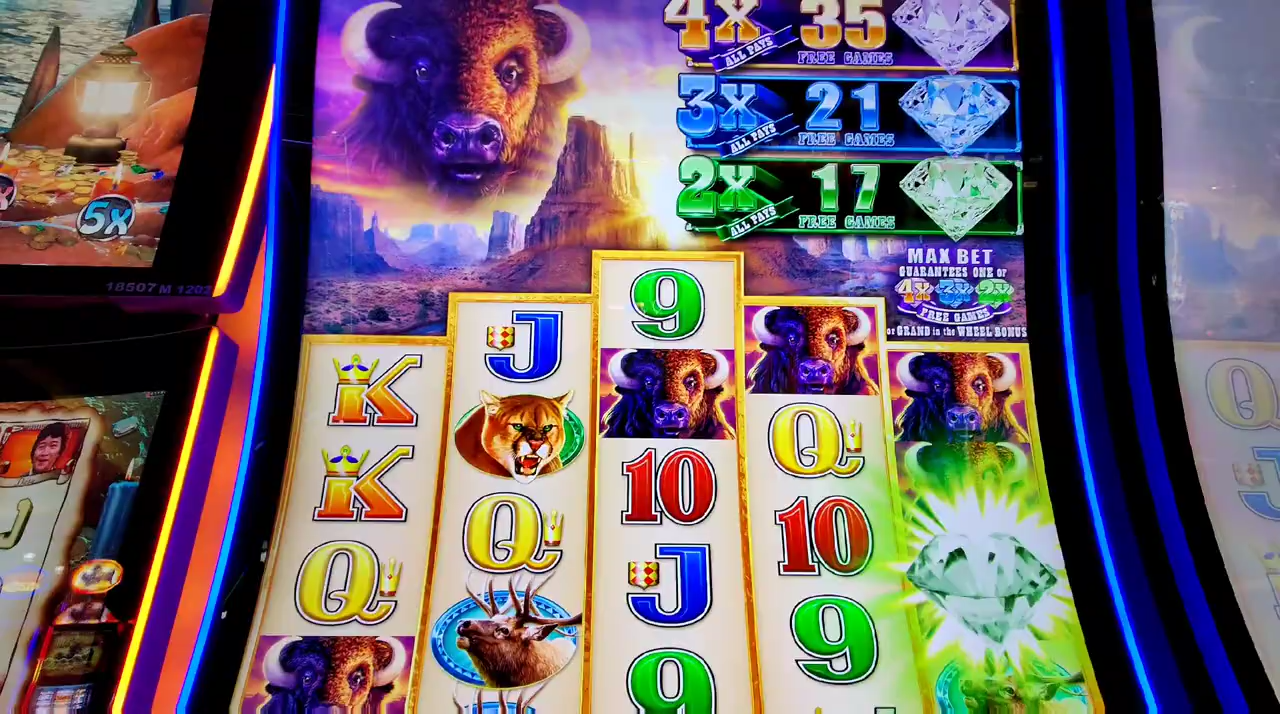 4X ALL PAYS 35 FREE GAMES
3X ALL PAYS 21 FREE GAMES
2X ALL PAYS 17 FREE GAMES
MAX BET
GUARANTEES ONE OF
4X 3X 2X
FREE GAMES
or GRAND in the WHEEL BONUS
5X
18507 M 1202
K
K
Q
J
Q
9
10
J
9
Q
10
9
Q
J
J